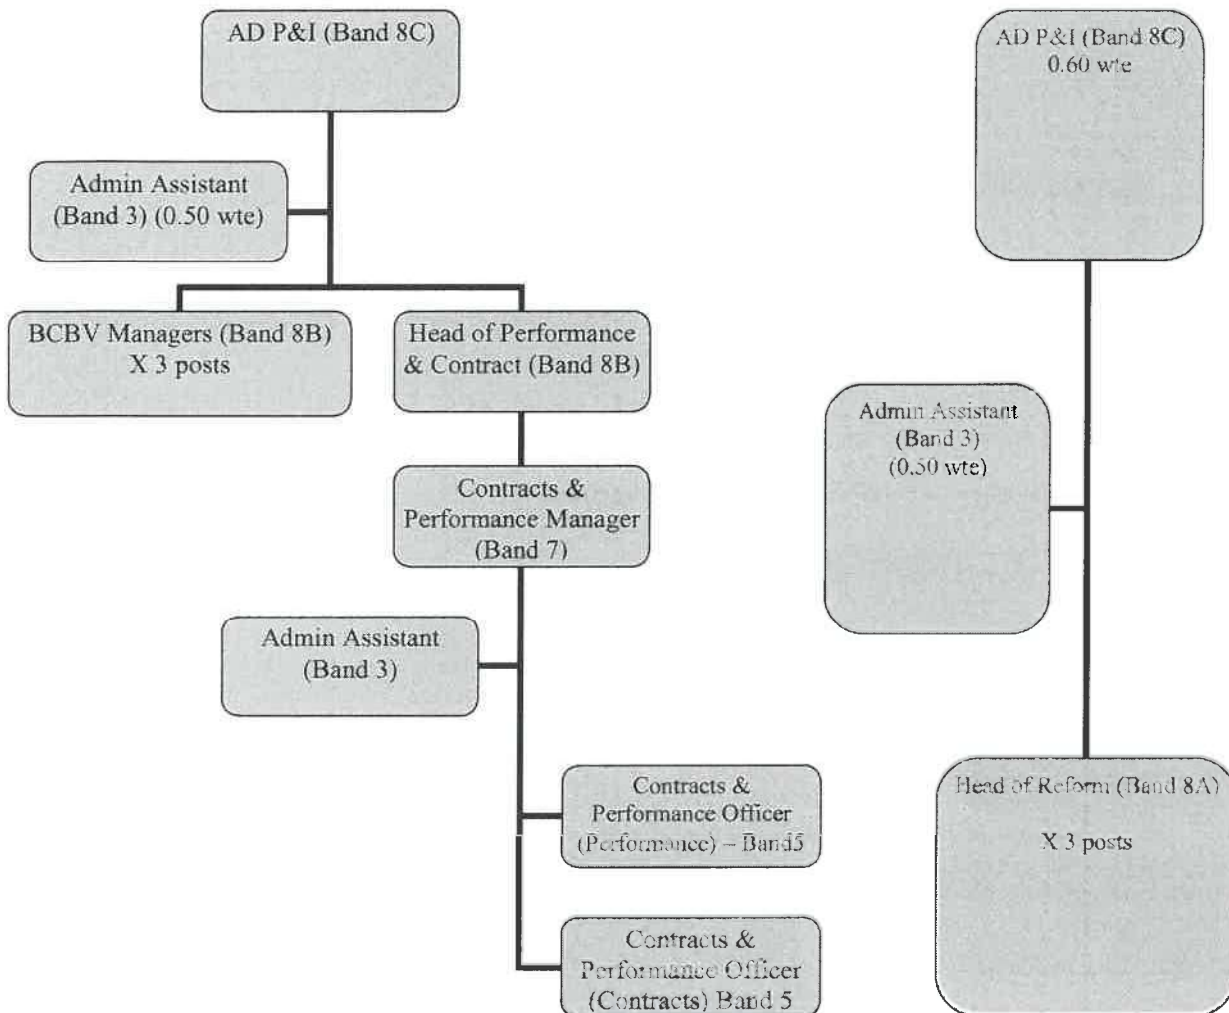 AD P&I (Band 8C)
Admin Assistant
(Band 3) (0.50 wte)
BCBV Managers (Band 8B)
X 3 posts
Head of Performance
& Contract (Band 8B)
Contracts &
Performance Manager
(Band 7)
Admin Assistant
(Band 3)
Contracts &
Performance Officer
(Performance) – Band5
Contracts &
Performance Officer
(Contracts) Band 5
AD P&I (Band 8C)
0.60 wte
Admin Assistant
(Band 3)
(0.50 wte)
Head of Reform (Band 8A)
X 3 posts